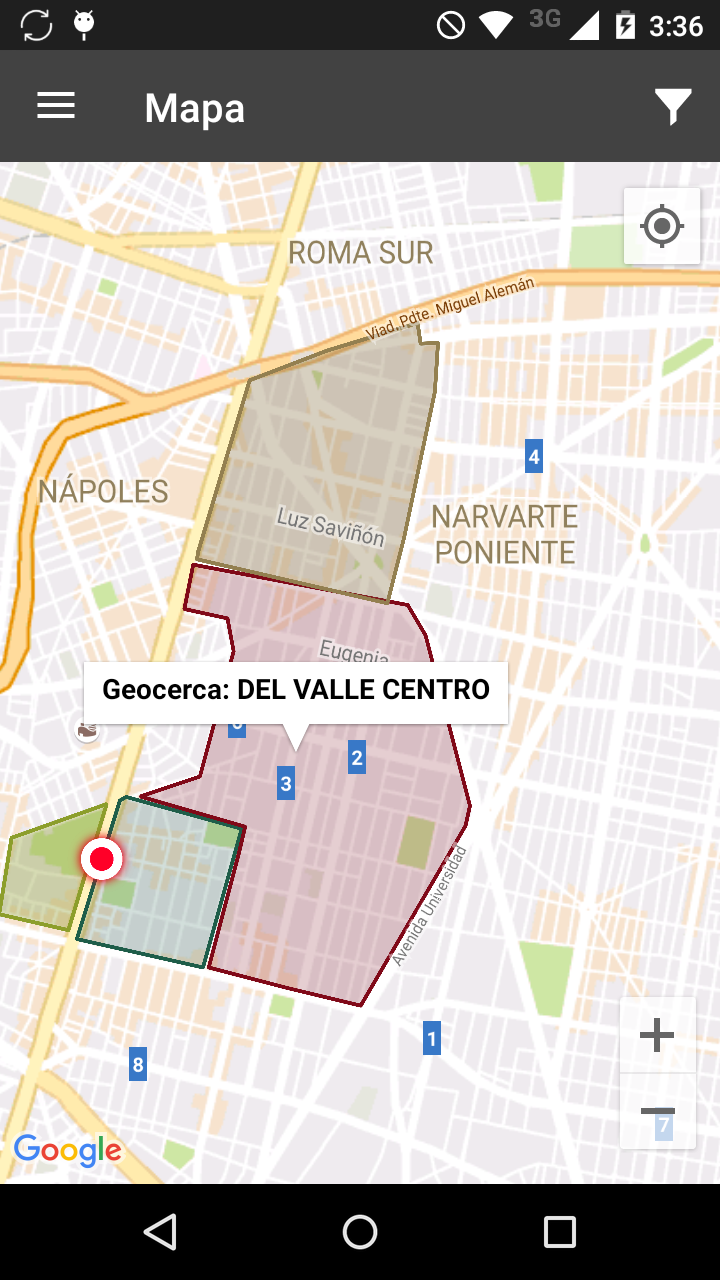 3G 3:36
Mapa
ROMA SUR
Viad. Pdte. Miguel Alemán
4
NÁPOLES
Luz Saviñón
NARVARTE
PONIENTE
Eugenia
Geocerca: DEL VALLE CENTRO
2
3
Avenida Universidad
1
8
7
Google